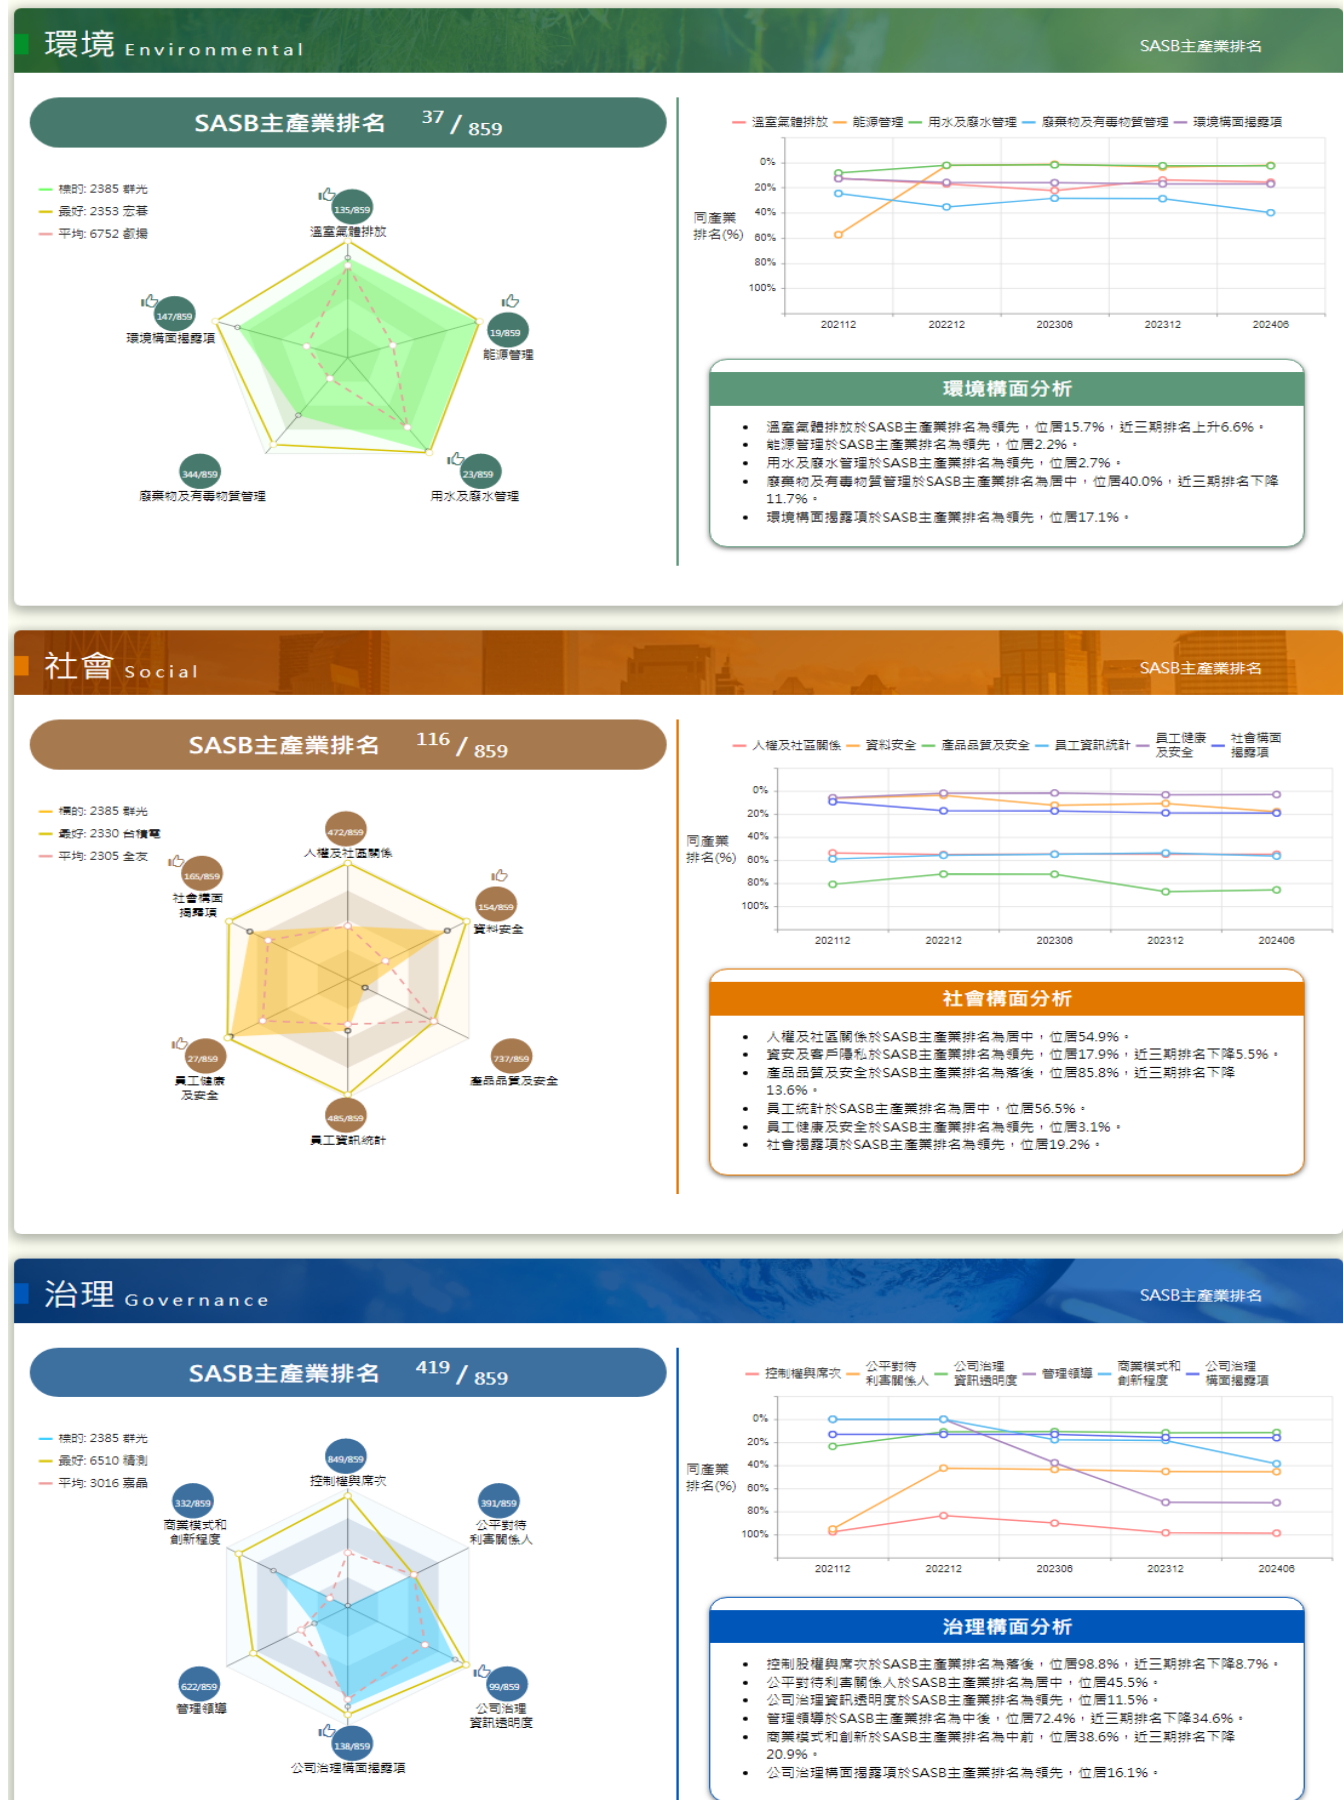 環境 Environmental
SASB主產業排名
SASB主產業排名 37 / 859
標的: 2385 群光
最好: 2353 宏碁
平均: 6752 叡揚
135/859
溫室氣體排放
147/859
環境構面揭露項
19/859
能源管理
344/859
廢棄物及有毒物質管理
23/859
用水及廢水管理
溫室氣體排放 能源管理 用水及廢水管理 廢棄物及有毒物質管理 環境構面揭露項
同產業
排名(%)
0%
20%
40%
60%
80%
100%
202112 202212 202306 202312 202406
環境構面分析
• 溫室氣體排放於SASB主產業排名為領先，位居15.7%，近三期排名上升6.6%。
• 能源管理於SASB主產業排名為領先，位居2.2%。
• 用水及廢水管理於SASB主產業排名為領先，位居2.7%。
• 廢棄物及有毒物質管理於SASB主產業排名為居中，位居40.0%，近三期排名下降
11.7%。
• 環境構面揭露項於SASB主產業排名為領先，位居17.1%。
社會 Social
SASB主產業排名
SASB主產業排名 116 / 859
標的: 2385 群光
最好: 2330 台積電
平均: 2305 全友
472/859
人權及社區關係
165/859
社會構面
揭露項
154/859
資料安全
27/859
員工健康
及安全
737/859
產品品質及安全
485/859
員工資訊統計
人權及社區關係 資料安全 產品品質及安全 員工資訊統計 員工健康
及安全 社會構面
揭露項
同產業
排名(%)
0%
20%
40%
60%
80%
100%
202112 202212 202306 202312 202406
社會構面分析
• 人權及社區關係於SASB主產業排名為居中，位居54.9%。
• 資安及客戶隱私於SASB主產業排名為領先，位居17.9%，近三期排名下降5.5%。
• 產品品質及安全於SASB主產業排名為落後，位居85.8%，近三期排名下降
13.6%。
• 員工統計於SASB主產業排名為居中，位居56.5%。
• 員工健康及安全於SASB主產業排名為領先，位居3.1%。
• 社會揭露項於SASB主產業排名為領先，位居19.2%。
治理 Governance
SASB主產業排名
SASB主產業排名 419 / 859
標的: 2385 群光
最好: 6510 精測
平均: 3016 嘉晶
849/859
控制權與席次
332/859
商業模式和
創新程度
391/859
公平對待
利害關係人
622/859
管理領導
99/859
公司治理
資訊透明度
138/859
公司治理構面揭露項
控制權與席次 公平對待
利害關係人 公司治理
資訊透明度 管理領導 商業模式和
創新程度 公司治理
構面揭露項
同產業
排名(%)
0%
20%
40%
60%
80%
100%
202112 202212 202306 202312 202406
治理構面分析
• 控制股權與席次於SASB主產業排名為落後，位居98.8%，近三期排名下降8.7%。
• 公平對待利害關係人於SASB主產業排名為居中，位居45.5%。
• 公司治理資訊透明度於SASB主產業排名為領先，位居11.5%。
• 管理領導於SASB主產業排名為中後，位居72.4%，近三期排名下降34.6%。
• 商業模式和創新於SASB主產業排名為中前，位居38.6%，近三期排名下降
20.9%。
• 公司治理構面揭露項於SASB主產業排名為領先，位居16.1%。